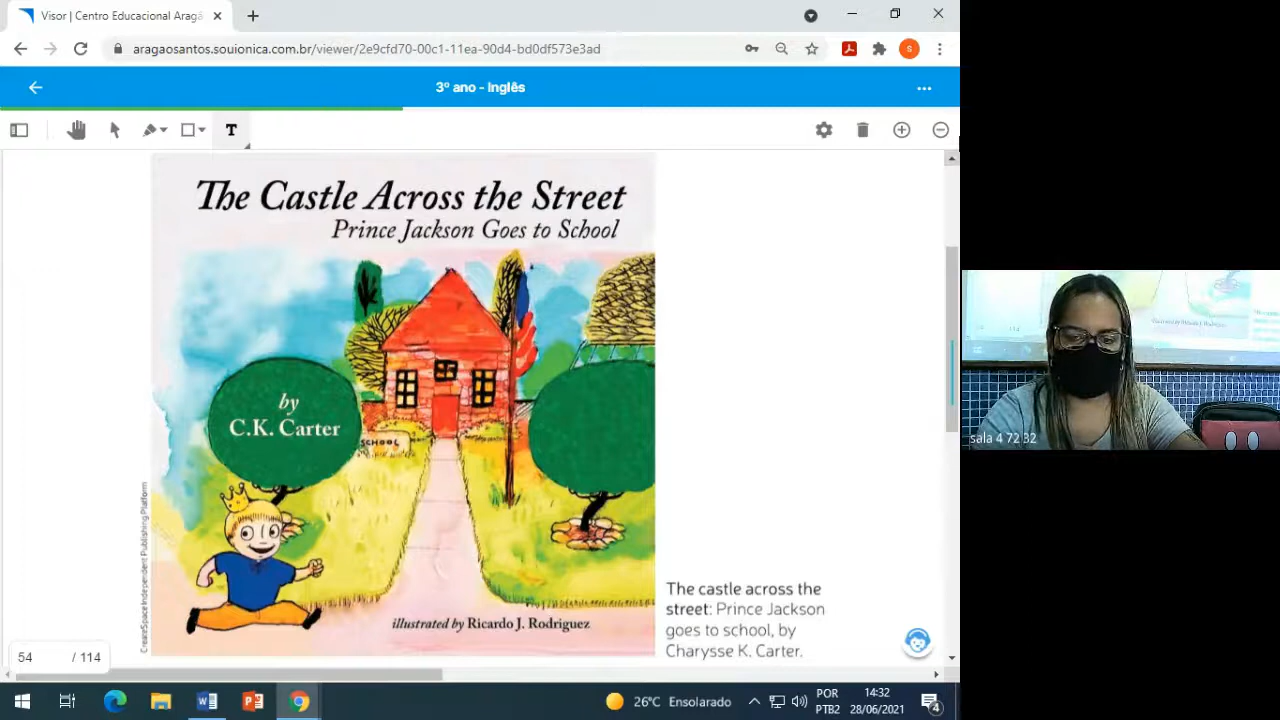 Visor | Centro Educacional Aragã
aragaosantos.souionica.com.br/viewer/2e9cfd70-00c1-11ea-90d4-bd0df573e3ad
S
3º ano - Inglês
T
The Castle Across the Street
Prince Jackson Goes to School
by
C.K. Carter
SCHOOL
CreateSpace Independent Publishing Platform
illustrated by Ricardo J. Rodriguez
The castle across the
street: Prince Jackson
goes to school, by
Charysse K. Carter.
54 / 114
sala 4 72 32
26°C Ensolarado
POR
PTB2
14:32
28/06/2021
4